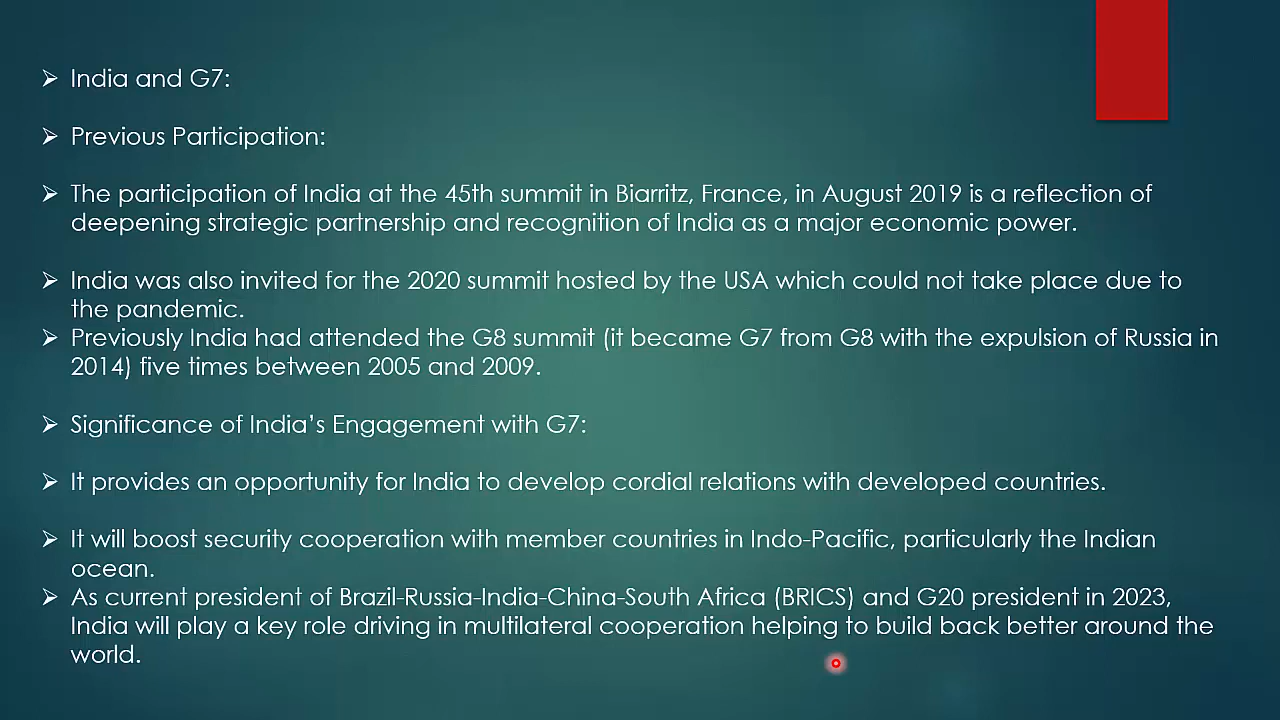 India and G7:
Previous Participation:
The participation of India at the 45th summit in Biarritz, France, in August 2019 is a reflection of
deepening strategic partnership and recognition of India as a major economic power.
India was also invited for the 2020 summit hosted by the USA which could not take place due to
the pandemic.
Previously India had attended the G8 summit (it became G7 from G8 with the expulsion of Russia in
2014) five times between 2005 and 2009.
Significance of India's Engagement with G7:
It provides an opportunity for India to develop cordial relations with developed countries.
It will boost security cooperation with member countries in Indo-Pacific, particularly the Indian
ocean.
As current president of Brazil-Russia-India-China-South Africa (BRICS) and G20 president in 2023,
India will play a key role driving in multilateral cooperation helping to build back better around the
world.